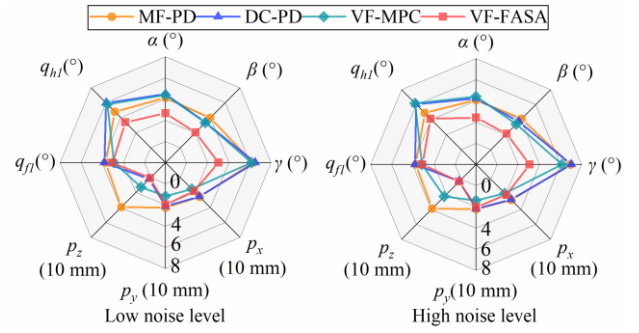 MF-PD DC-PD VF-MPC VF-FASA
α (°)
β (°)
γ (°)
pₓ
(10 mm)
p_y (10 mm)
p_z
(10 mm)
q_f1(°)
q_h1(°)
0
2
4
6
8
Low noise level
α (°)
β (°)
γ (°)
pₓ
(10 mm)
p_y(10 mm)
p_z
(10 mm)
q_f1(°)
q_h1(°)
0
2
4
6
8
High noise level